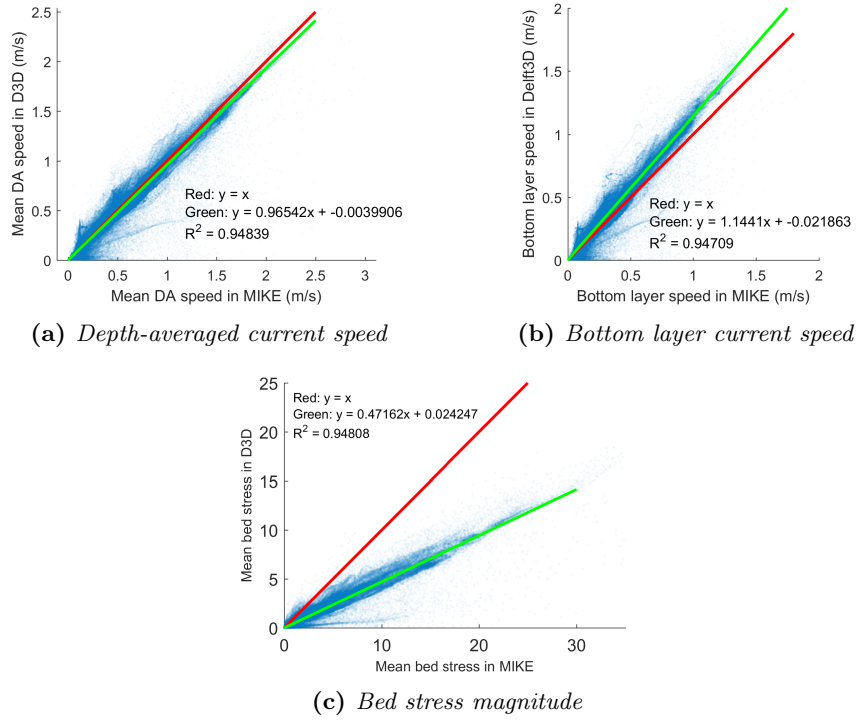 2.5
2
1.5
1
0.5
0
0 0.5 1 1.5 2 2.5 3
Mean DA speed in D3D (m/s)
Mean DA speed in MIKE (m/s)
Red: y = x
Green: y = 0.96542x + -0.0039906
R² = 0.94839
(a) Depth-averaged current speed
2
1.5
1
0.5
0
0 0.5 1 1.5 2
Bottom layer speed in Delft3D (m/s)
Bottom layer speed in MIKE (m/s)
Red: y = x
Green: y = 1.1441x + -0.021863
R² = 0.94709
(b) Bottom layer current speed
25
20
15
10
5
0
0 10 20 30
Mean bed stress in D3D
Mean bed stress in MIKE
Red: y = x
Green: y = 0.47162x + 0.024247
R² = 0.94808
(c) Bed stress magnitude